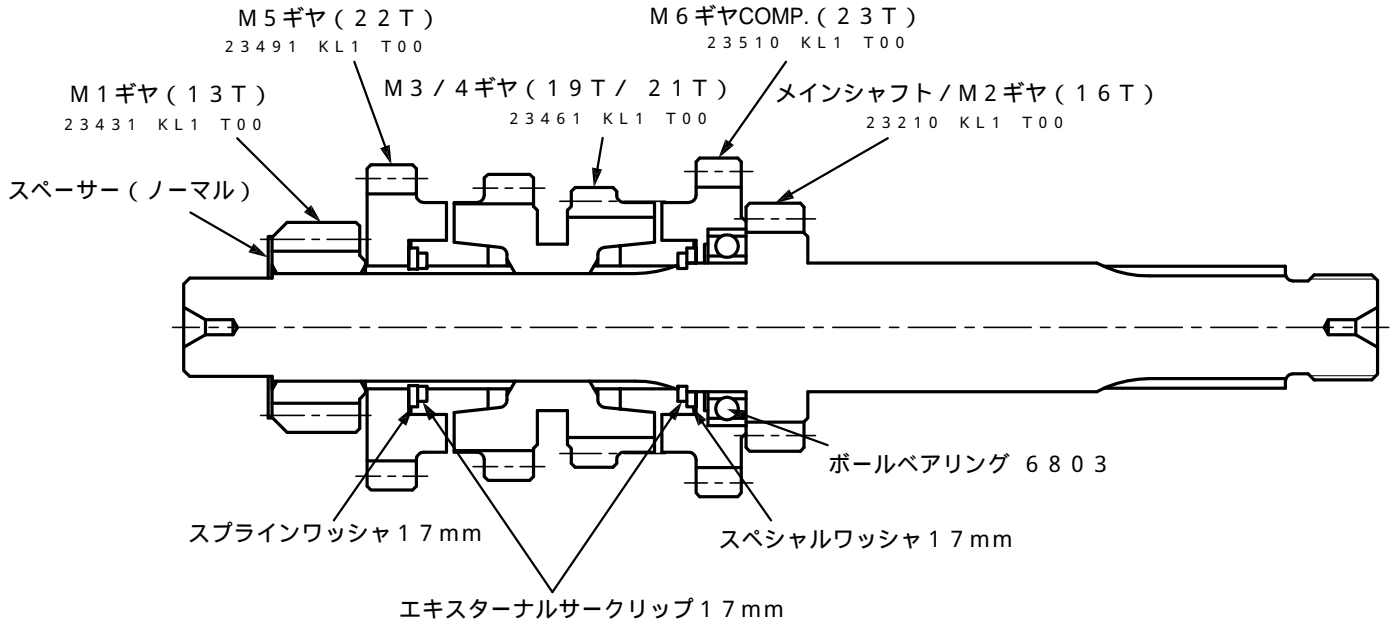 M5ギヤ(22T)
23491 KL1 T00
M6ギヤCOMP.(23T)
23510 KL1 T00
M1ギヤ(13T)
23431 KL1 T00
M3/4ギヤ(19T/ 21T)
23461 KL1 T00
メインシャフト/M2ギヤ(16T)
23210 KL1 T00
スペーサー(ノーマル)
ボールベアリング 6803
スプラインワッシャ17mm
スペシャルワッシャ17mm
エキスターナルサークリップ17mm